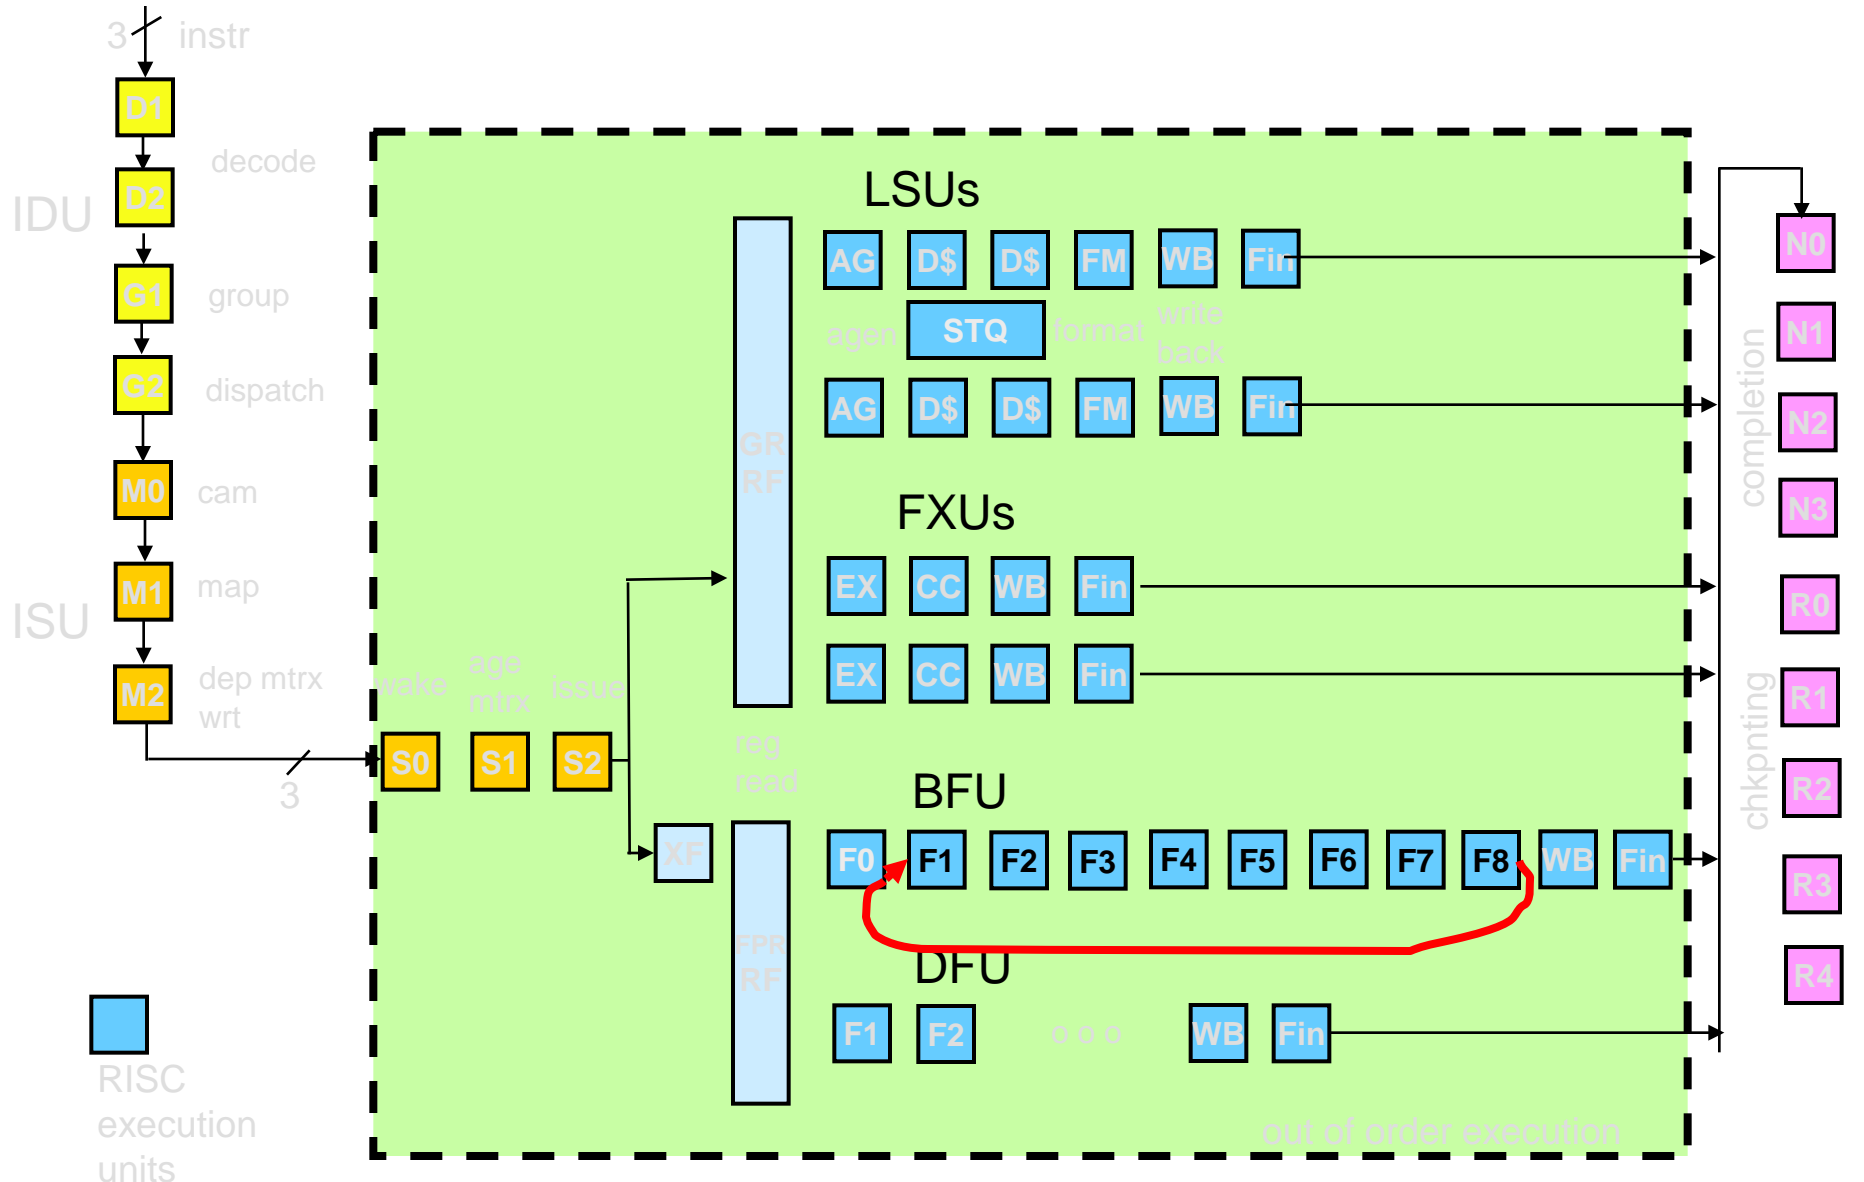 3 instr
D1
decode
D2
IDU
G1
group
G2
dispatch
M0
cam
M1
map
ISU
M2
dep mtrx
wrt
3
wake
age
mtrx
issue
S0
S1
S2
GR
RF
reg
read
XF
FPR
RF
LSUs
AG
D$
D$
FM
WB
Fin
agen
STQ
format
write
back
AG
D$
D$
FM
WB
Fin
FXUs
EX
CC
WB
Fin
EX
CC
WB
Fin
BFU
F0
F1
F2
F3
F4
F5
F6
F7
F8
WB
Fin
DFU
F1
F2
o o o
WB
Fin
out of order execution
completion
chkpnting
N0
N1
N2
N3
R0
R1
R2
R3
R4
RISC
execution
units